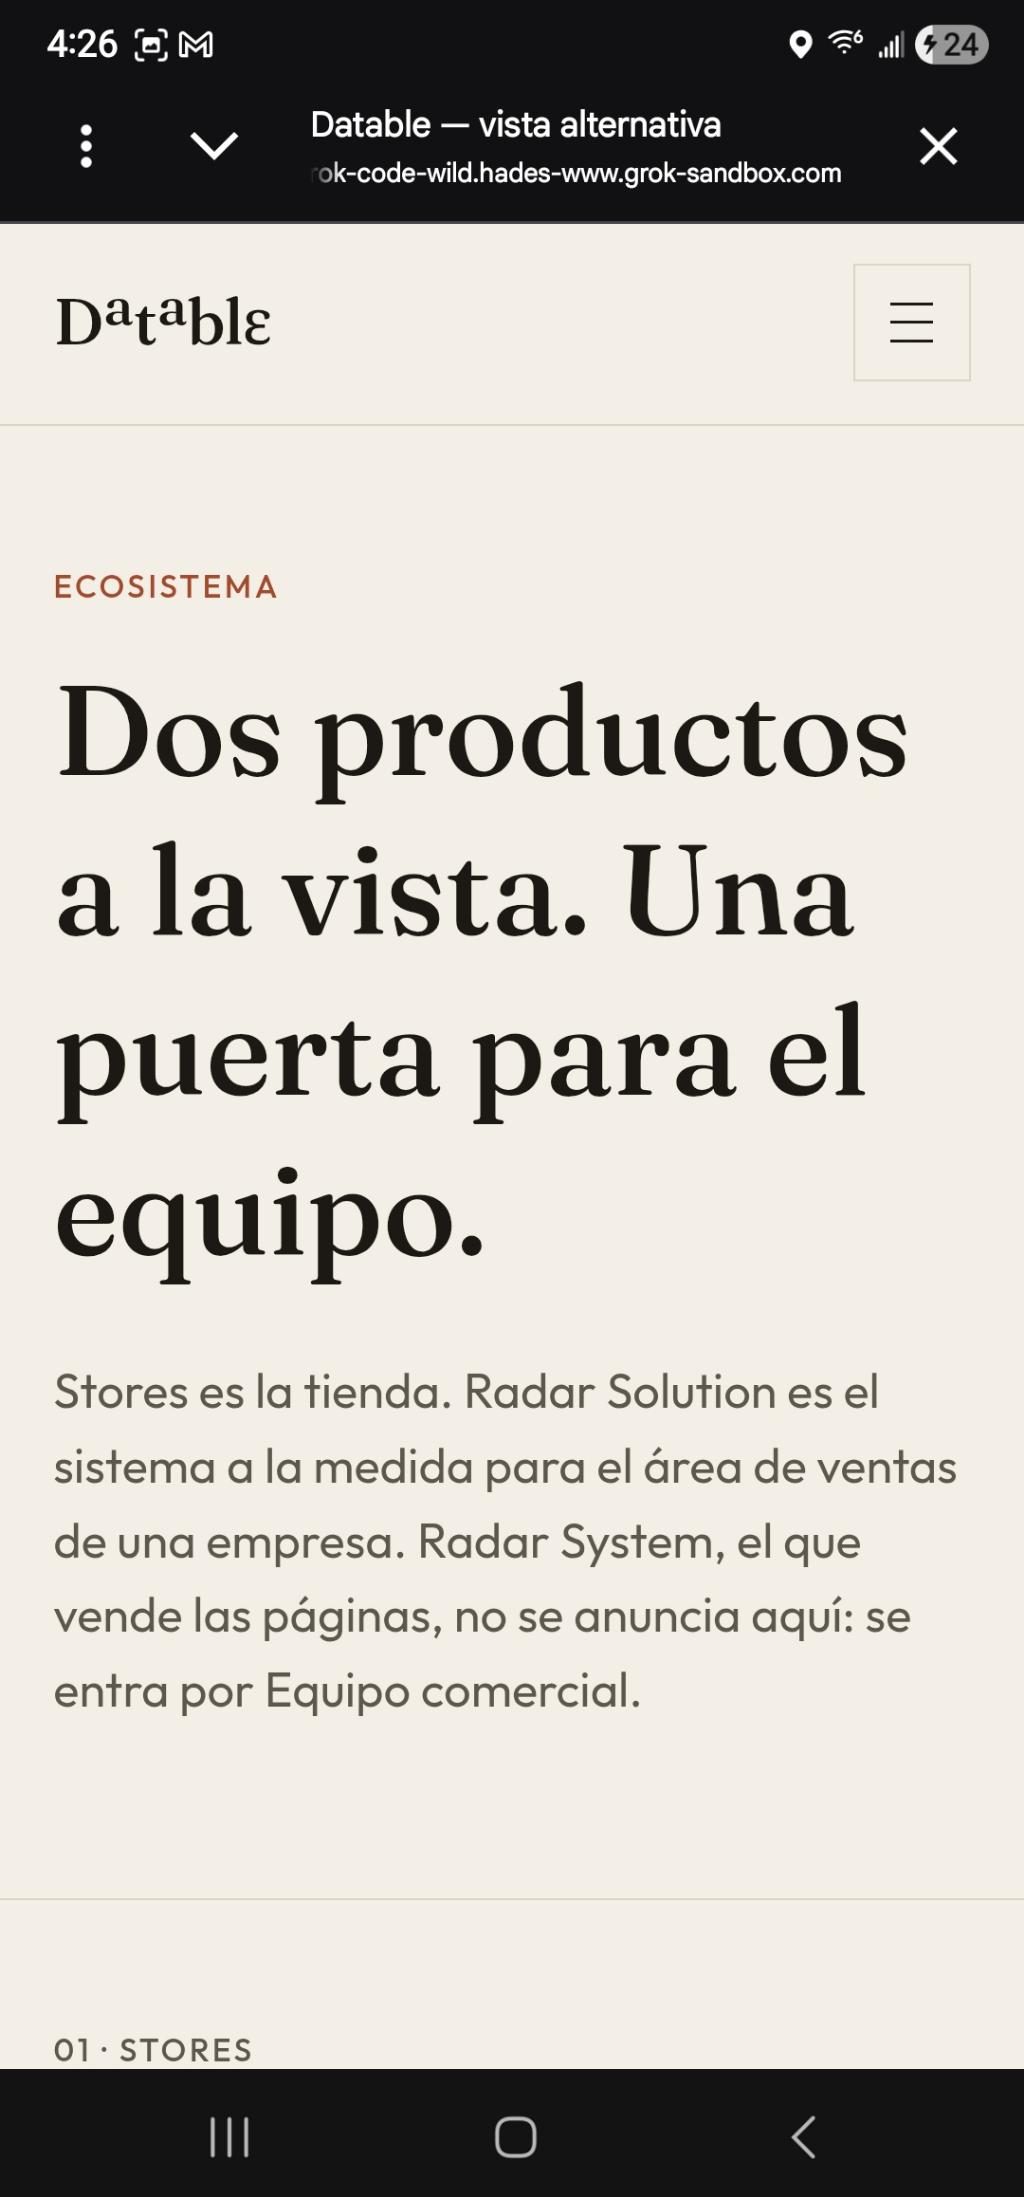 4:26
6
24
Datable — vista alternativa
ok-code-wild.hades-www.grok-sandbox.com
Dᵃtᵃblɛ
ECOSISTEMA
Dos productos
a la vista. Una
puerta para el
equipo.
Stores es la tienda. Radar Solution es el
sistema a la medida para el área de ventas
de una empresa. Radar System, el que
vende las páginas, no se anuncia aquí: se
entra por Equipo comercial.
01 · STORES